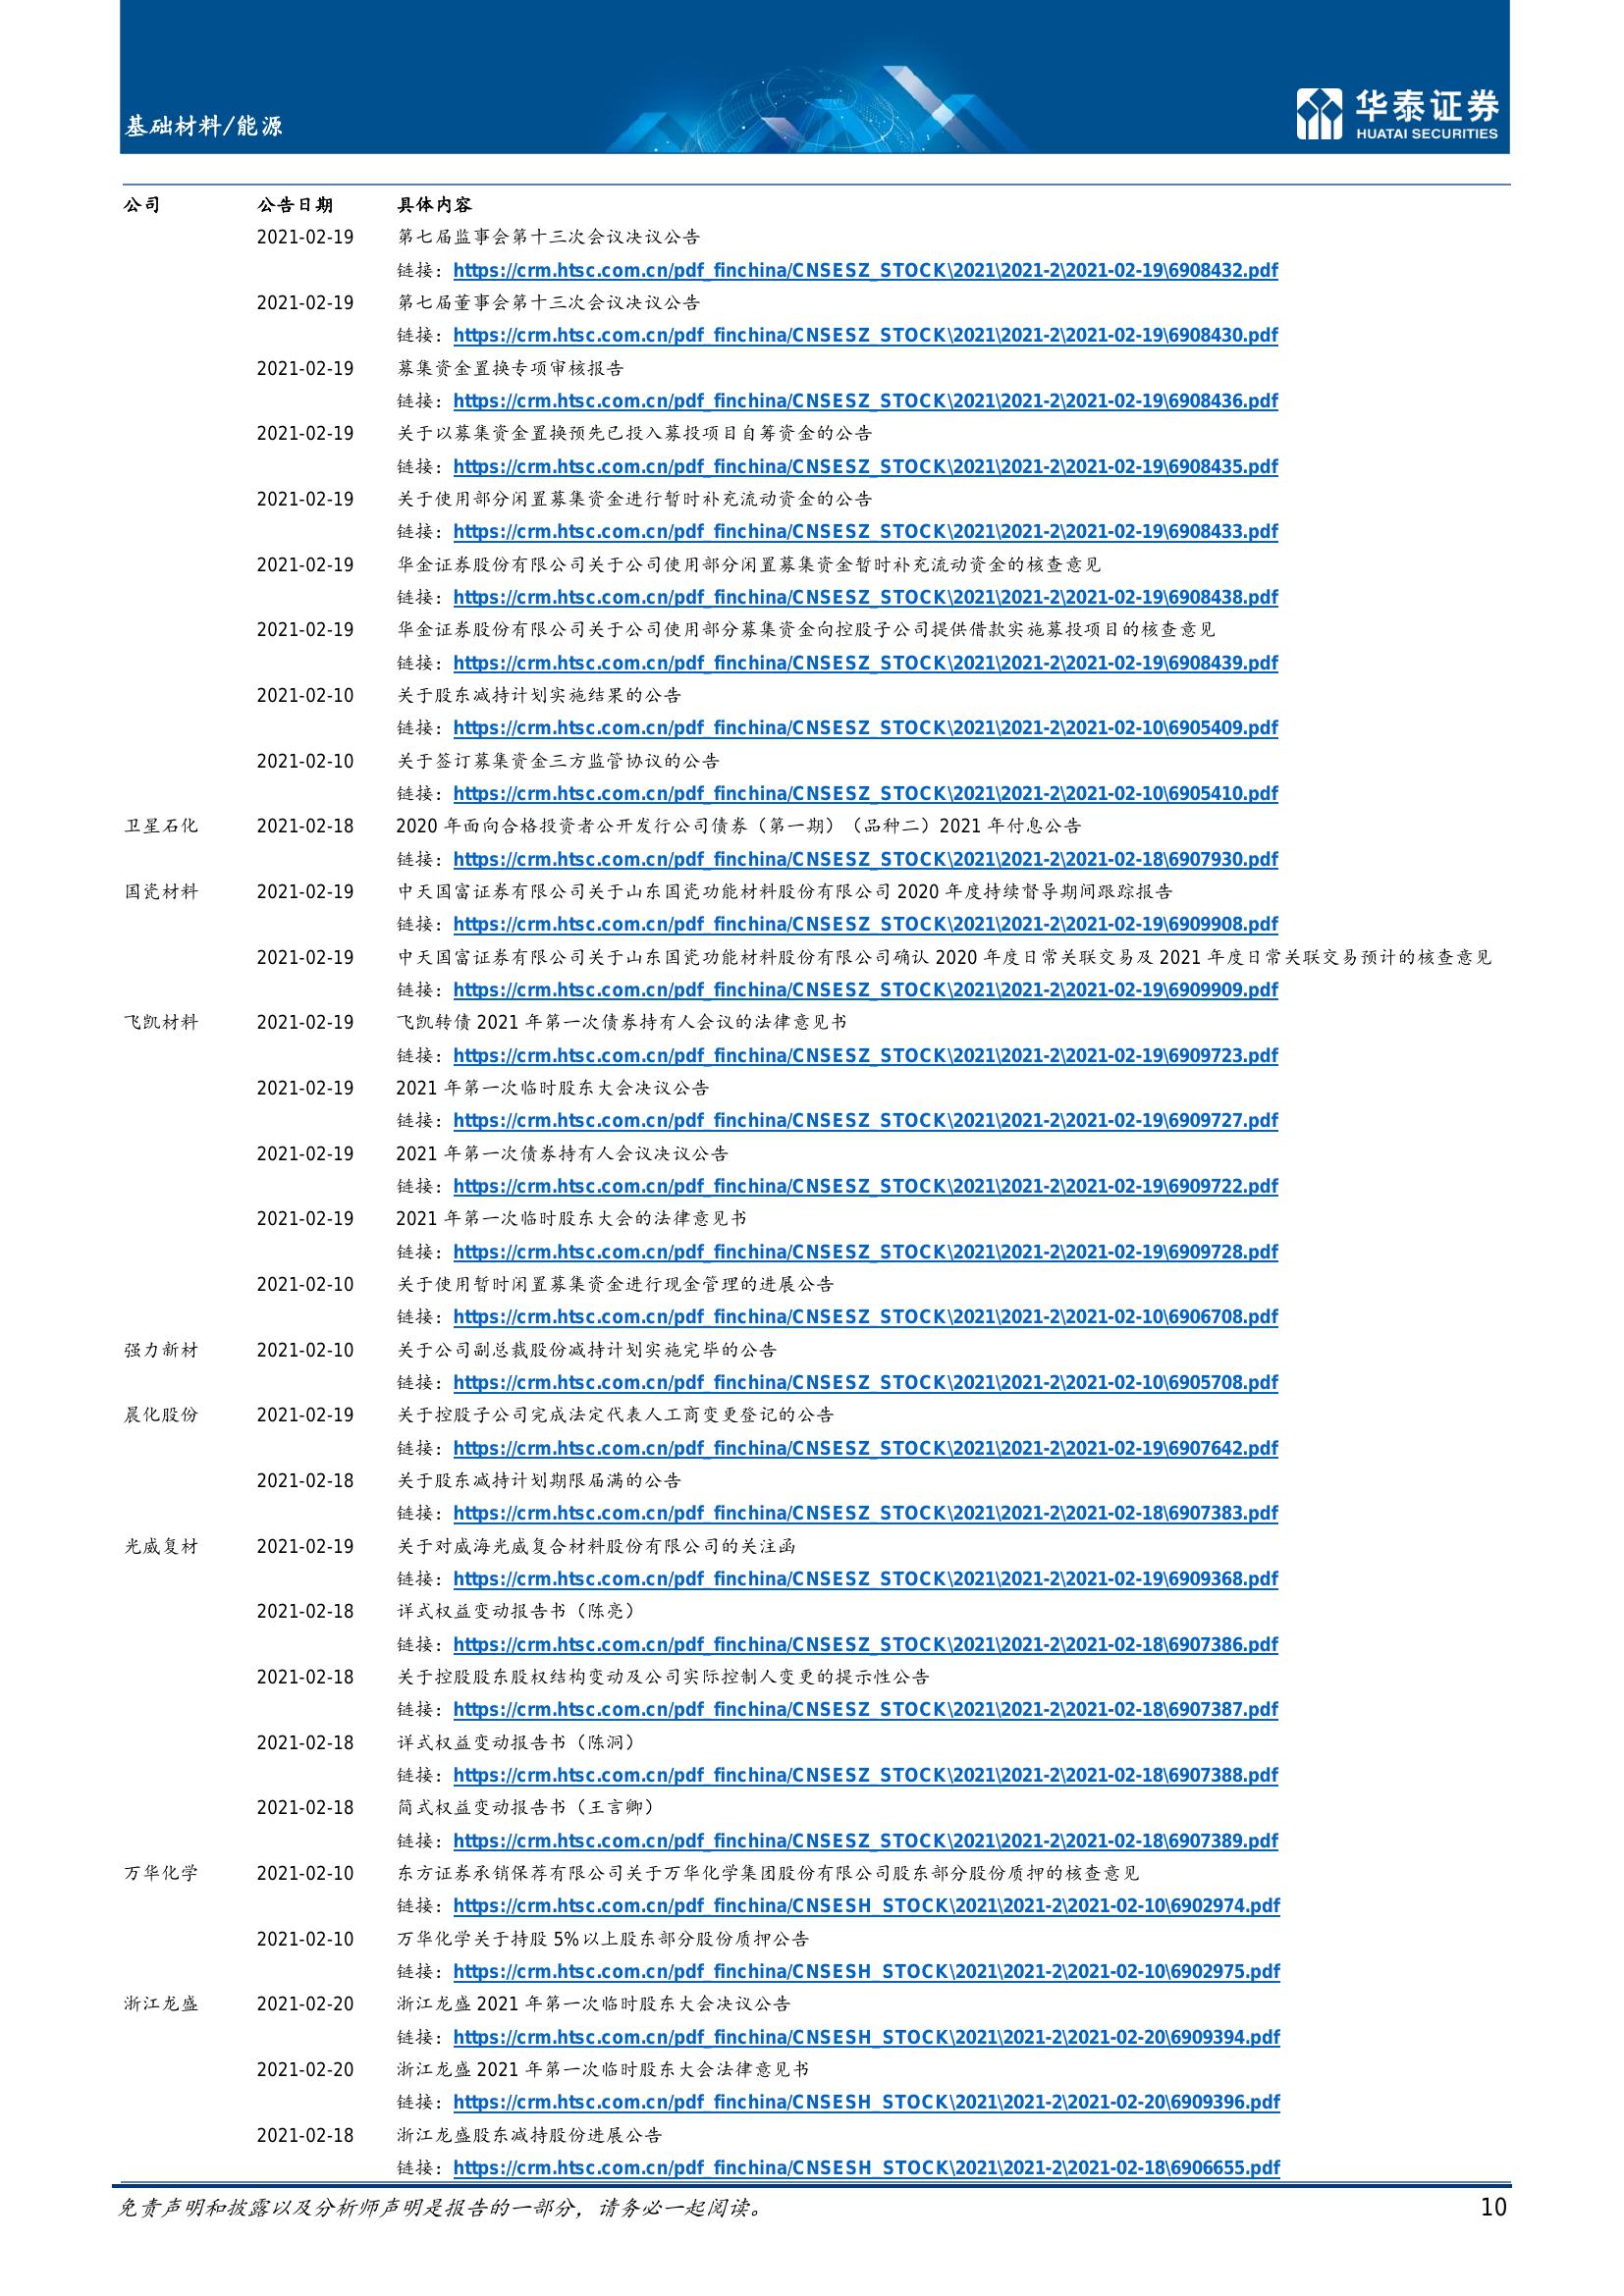 基础材料/能源
华泰证券
HUATAI SECURITIES
公司 公告日期 具体内容
2021-02-19 第七届监事会第十三次会议决议公告
链接：https://crm.htsc.com.cn/pdf_finchina/CNSESZ_STOCK\2021\2021-2\2021-02-19\6908432.pdf
2021-02-19 第七届董事会第十三次会议决议公告
链接：https://crm.htsc.com.cn/pdf_finchina/CNSESZ_STOCK\2021\2021-2\2021-02-19\6908430.pdf
2021-02-19 募集资金置换专项审核报告
链接：https://crm.htsc.com.cn/pdf_finchina/CNSESZ_STOCK\2021\2021-2\2021-02-19\6908436.pdf
2021-02-19 关于以募集资金置换预先已投入募投项目自筹资金的公告
链接：https://crm.htsc.com.cn/pdf_finchina/CNSESZ_STOCK\2021\2021-2\2021-02-19\6908435.pdf
2021-02-19 关于使用部分闲置募集资金进行暂时补充流动资金的公告
链接：https://crm.htsc.com.cn/pdf_finchina/CNSESZ_STOCK\2021\2021-2\2021-02-19\6908433.pdf
2021-02-19 华金证券股份有限公司关于公司使用部分闲置募集资金暂时补充流动资金的核查意见
链接：https://crm.htsc.com.cn/pdf_finchina/CNSESZ_STOCK\2021\2021-2\2021-02-19\6908438.pdf
2021-02-19 华金证券股份有限公司关于公司使用部分募集资金向控股子公司提供借款实施募投项目的核查意见
链接：https://crm.htsc.com.cn/pdf_finchina/CNSESZ_STOCK\2021\2021-2\2021-02-19\6908439.pdf
2021-02-10 关于股东减持计划实施结果的公告
链接：https://crm.htsc.com.cn/pdf_finchina/CNSESZ_STOCK\2021\2021-2\2021-02-10\6905409.pdf
2021-02-10 关于签订募集资金三方监管协议的公告
链接：https://crm.htsc.com.cn/pdf_finchina/CNSESZ_STOCK\2021\2021-2\2021-02-10\6905410.pdf
卫星石化 2021-02-18 2020 年面向合格投资者公开发行公司债券（第一期）（品种二）2021 年付息公告
链接：https://crm.htsc.com.cn/pdf_finchina/CNSESZ_STOCK\2021\2021-2\2021-02-18\6907930.pdf
国瓷材料 2021-02-19 中天国富证券有限公司关于山东国瓷功能材料股份有限公司 2020 年度持续督导期间跟踪报告
链接：https://crm.htsc.com.cn/pdf_finchina/CNSESZ_STOCK\2021\2021-2\2021-02-19\6909908.pdf
2021-02-19 中天国富证券有限公司关于山东国瓷功能材料股份有限公司确认 2020 年度日常关联交易及 2021 年度日常关联交易预计的核查意见
链接：https://crm.htsc.com.cn/pdf_finchina/CNSESZ_STOCK\2021\2021-2\2021-02-19\6909909.pdf
飞凯材料 2021-02-19 飞凯转债 2021 年第一次债券持有人会议的法律意见书
链接：https://crm.htsc.com.cn/pdf_finchina/CNSESZ_STOCK\2021\2021-2\2021-02-19\6909723.pdf
2021-02-19 2021 年第一次临时股东大会决议公告
链接：https://crm.htsc.com.cn/pdf_finchina/CNSESZ_STOCK\2021\2021-2\2021-02-19\6909727.pdf
2021-02-19 2021 年第一次债券持有人会议决议公告
链接：https://crm.htsc.com.cn/pdf_finchina/CNSESZ_STOCK\2021\2021-2\2021-02-19\6909722.pdf
2021-02-19 2021 年第一次临时股东大会的法律意见书
链接：https://crm.htsc.com.cn/pdf_finchina/CNSESZ_STOCK\2021\2021-2\2021-02-19\6909728.pdf
2021-02-10 关于使用暂时闲置募集资金进行现金管理的进展公告
链接：https://crm.htsc.com.cn/pdf_finchina/CNSESZ_STOCK\2021\2021-2\2021-02-10\6906708.pdf
强力新材 2021-02-10 关于公司副总裁股份减持计划实施完毕的公告
链接：https://crm.htsc.com.cn/pdf_finchina/CNSESZ_STOCK\2021\2021-2\2021-02-10\6905708.pdf
晨化股份 2021-02-19 关于控股子公司完成法定代表人工商变更登记的公告
链接：https://crm.htsc.com.cn/pdf_finchina/CNSESZ_STOCK\2021\2021-2\2021-02-19\6907642.pdf
2021-02-18 关于股东减持计划期限届满的公告
链接：https://crm.htsc.com.cn/pdf_finchina/CNSESZ_STOCK\2021\2021-2\2021-02-18\6907383.pdf
光威复材 2021-02-19 关于对威海光威复合材料股份有限公司的关注函
链接：https://crm.htsc.com.cn/pdf_finchina/CNSESZ_STOCK\2021\2021-2\2021-02-19\6909368.pdf
2021-02-18 详式权益变动报告书（陈亮）
链接：https://crm.htsc.com.cn/pdf_finchina/CNSESZ_STOCK\2021\2021-2\2021-02-18\6907386.pdf
2021-02-18 关于控股股东股权结构变动及公司实际控制人变更的提示性公告
链接：https://crm.htsc.com.cn/pdf_finchina/CNSESZ_STOCK\2021\2021-2\2021-02-18\6907387.pdf
2021-02-18 详式权益变动报告书（陈洞）
链接：https://crm.htsc.com.cn/pdf_finchina/CNSESZ_STOCK\2021\2021-2\2021-02-18\6907388.pdf
2021-02-18 简式权益变动报告书（王言卿）
链接：https://crm.htsc.com.cn/pdf_finchina/CNSESZ_STOCK\2021\2021-2\2021-02-18\6907389.pdf
万华化学 2021-02-10 东方证券承销保荐有限公司关于万华化学集团股份有限公司股东部分股份质押的核查意见
链接：https://crm.htsc.com.cn/pdf_finchina/CNSESH_STOCK\2021\2021-2\2021-02-10\6902974.pdf
2021-02-10 万华化学关于持股 5%以上股东部分股份质押公告
链接：https://crm.htsc.com.cn/pdf_finchina/CNSESH_STOCK\2021\2021-2\2021-02-10\6902975.pdf
浙江龙盛 2021-02-20 浙江龙盛 2021 年第一次临时股东大会决议公告
链接：https://crm.htsc.com.cn/pdf_finchina/CNSESH_STOCK\2021\2021-2\2021-02-20\6909394.pdf
2021-02-20 浙江龙盛 2021 年第一次临时股东大会法律意见书
链接：https://crm.htsc.com.cn/pdf_finchina/CNSESH_STOCK\2021\2021-2\2021-02-20\6909396.pdf
2021-02-18 浙江龙盛股东减持股份进展公告
链接：https://crm.htsc.com.cn/pdf_finchina/CNSESH_STOCK\2021\2021-2\2021-02-18\6906655.pdf
免责声明和披露以及分析师声明是报告的一部分，请务必一起阅读。 10